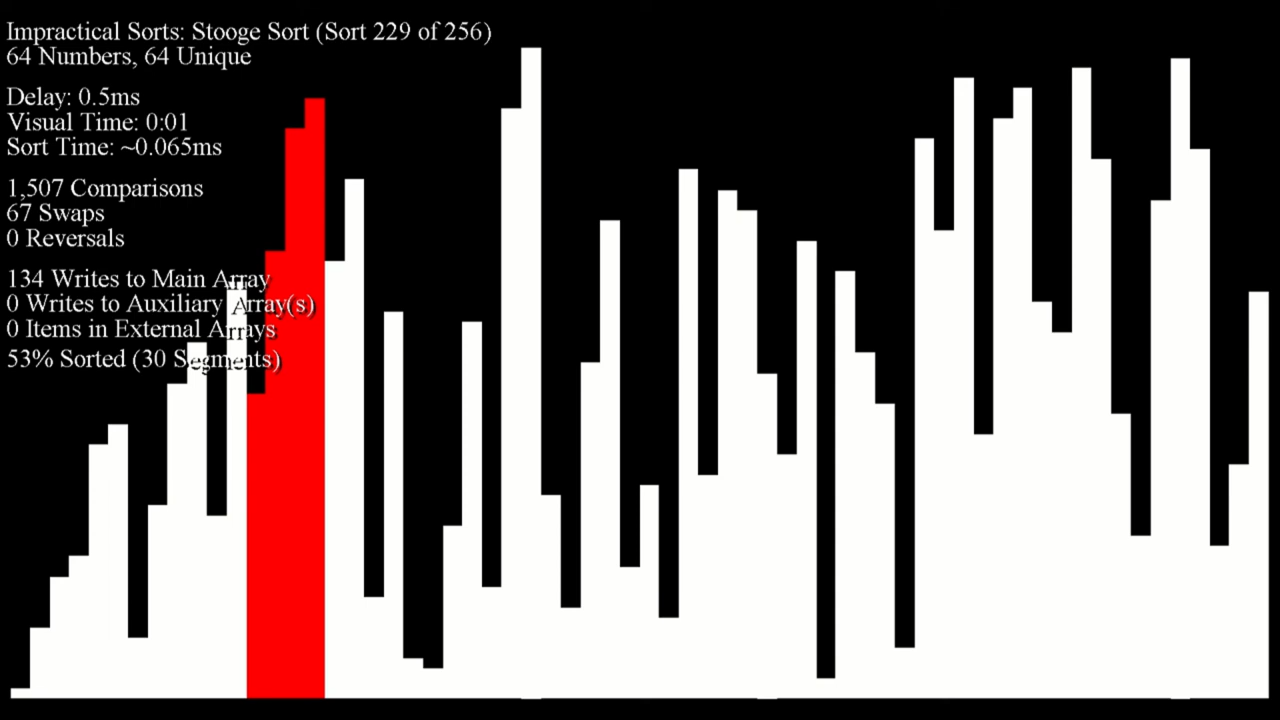 Impractical Sorts: Stooge Sort (Sort 229 of 256)
64 Numbers, 64 Unique
Delay: 0.5ms
Visual Time: 0:01
Sort Time: ~0.065ms
1,507 Comparisons
67 Swaps
0 Reversals
134 Writes to Main Array
0 Writes to Auxiliary Array(s)
0 Items in External Arrays
53% Sorted (30 Segments)